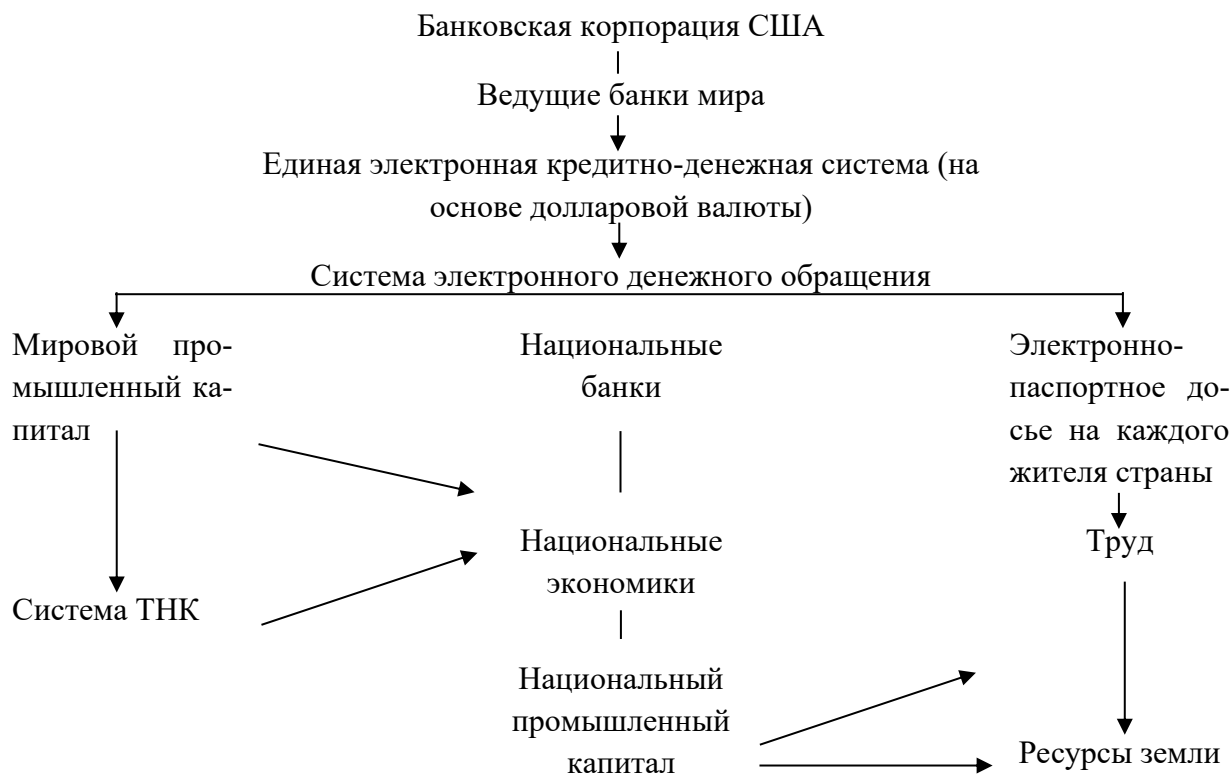 Банковская корпорация США
Ведущие банки мира
Единая электронная кредитно-денежная система (на
основе долларовой валюты)
Система электронного денежного обращения
Мировой про-
мышленный ка-
питал
Национальные
банки
Электронно-
паспортное до-
сье на каждого
жителя страны
Национальные
экономики
Труд
Система ТНК
Национальный
промышленный
капитал
Ресурсы земли